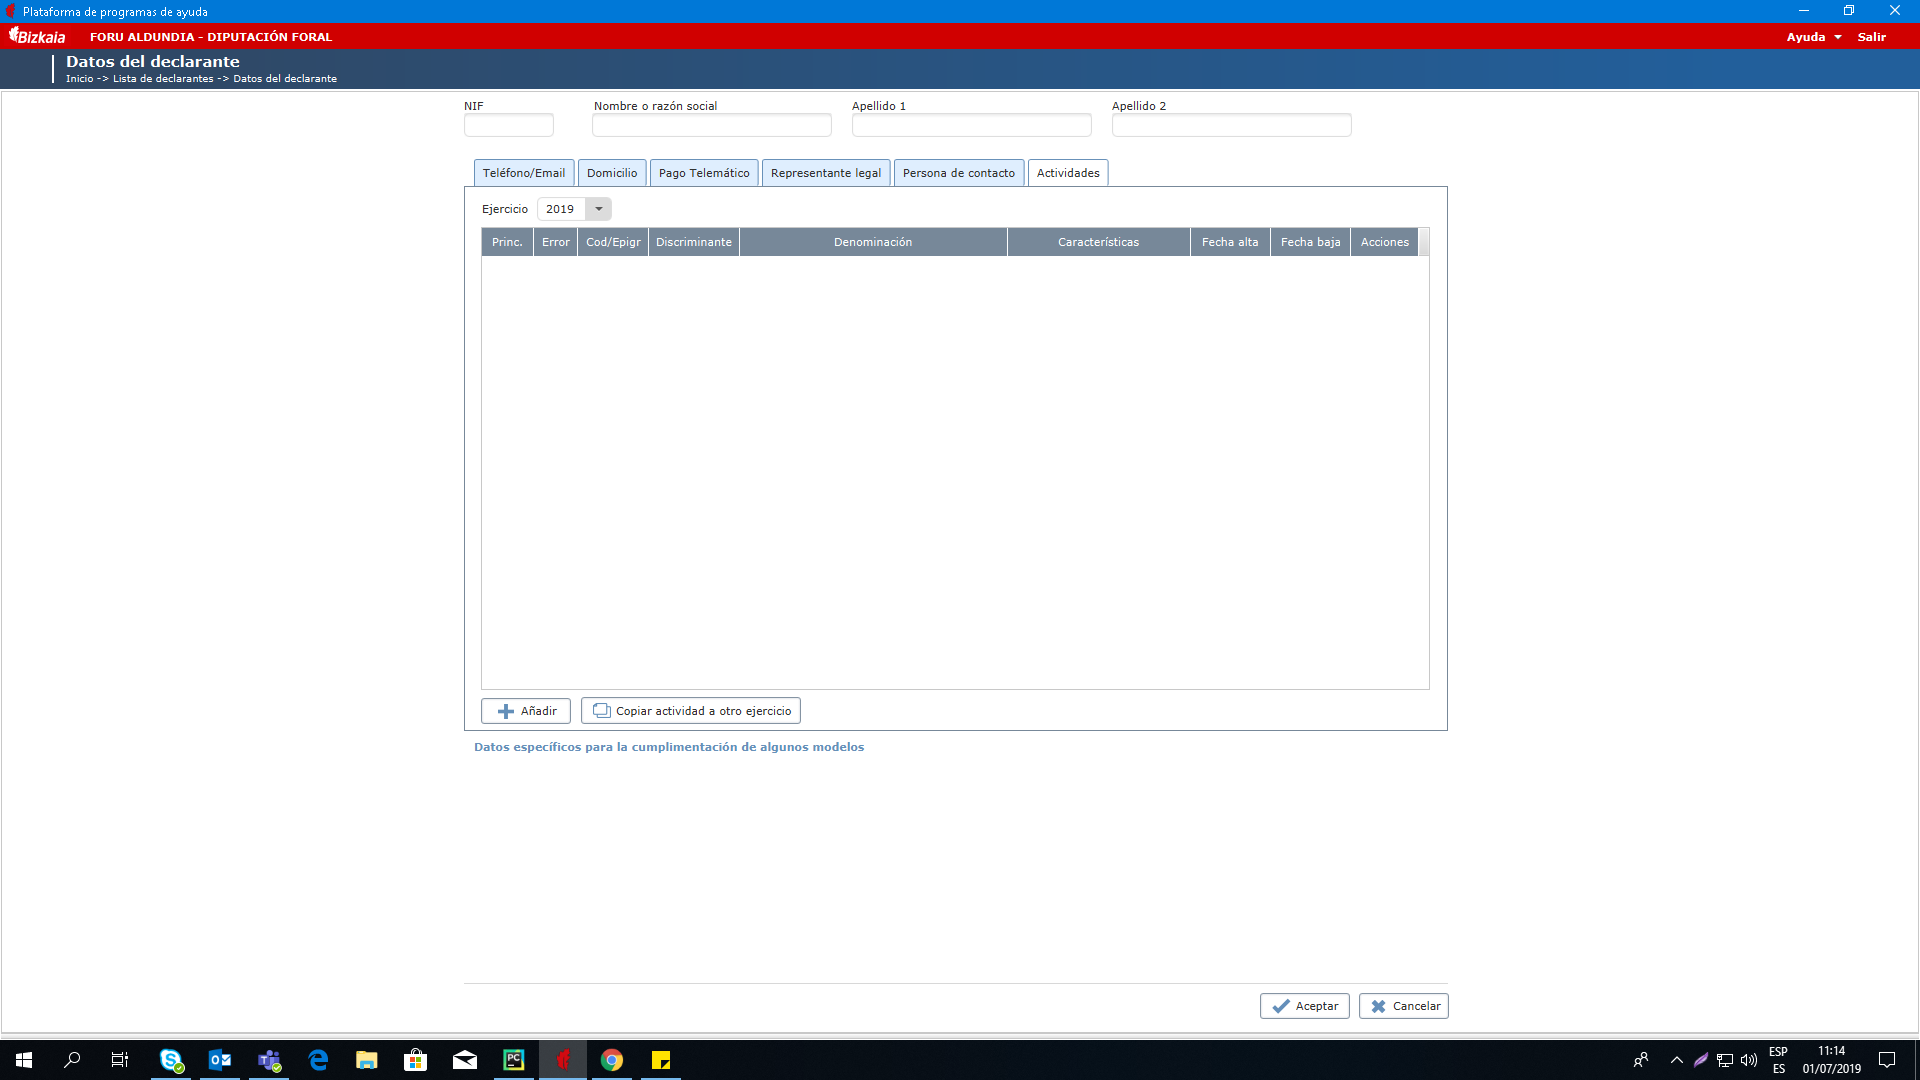 Plataforma de programas de ayuda
Bizkaia FORU ALDUNDIA - DIPUTACIÓN FORAL Ayuda Salir
Datos del declarante
Inicio -> Lista de declarantes -> Datos del declarante
NIF Nombre o razón social Apellido 1 Apellido 2
Teléfono/Email Domicilio Pago Telemático Representante legal Persona de contacto Actividades
Ejercicio 2019
Princ. Error Cod/Epigr Discriminante Denominación Características Fecha alta Fecha baja Acciones
Añadir Copiar actividad a otro ejercicio
Datos específicos para la cumplimentación de algunos modelos
Aceptar Cancelar
ESP 11:14
ES 01/07/2019